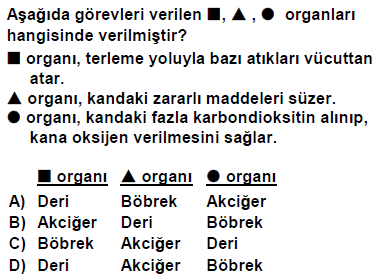 Aşağıda görevleri verilen ■, ▲ , ● organları
hangisinde verilmiştir?
■ organı, terleme yoluyla bazı atıkları vücuttan
atar.
▲ organı, kandaki zararlı maddeleri süzer.
● organı, kandaki fazla karbondioksitin alınıp,
kana oksijen verilmesini sağlar.
■ organı ▲ organı ● organı
A) Deri Böbrek Akciğer
B) Akciğer Deri Böbrek
C) Böbrek Akciğer Deri
D) Deri Akciğer Böbrek